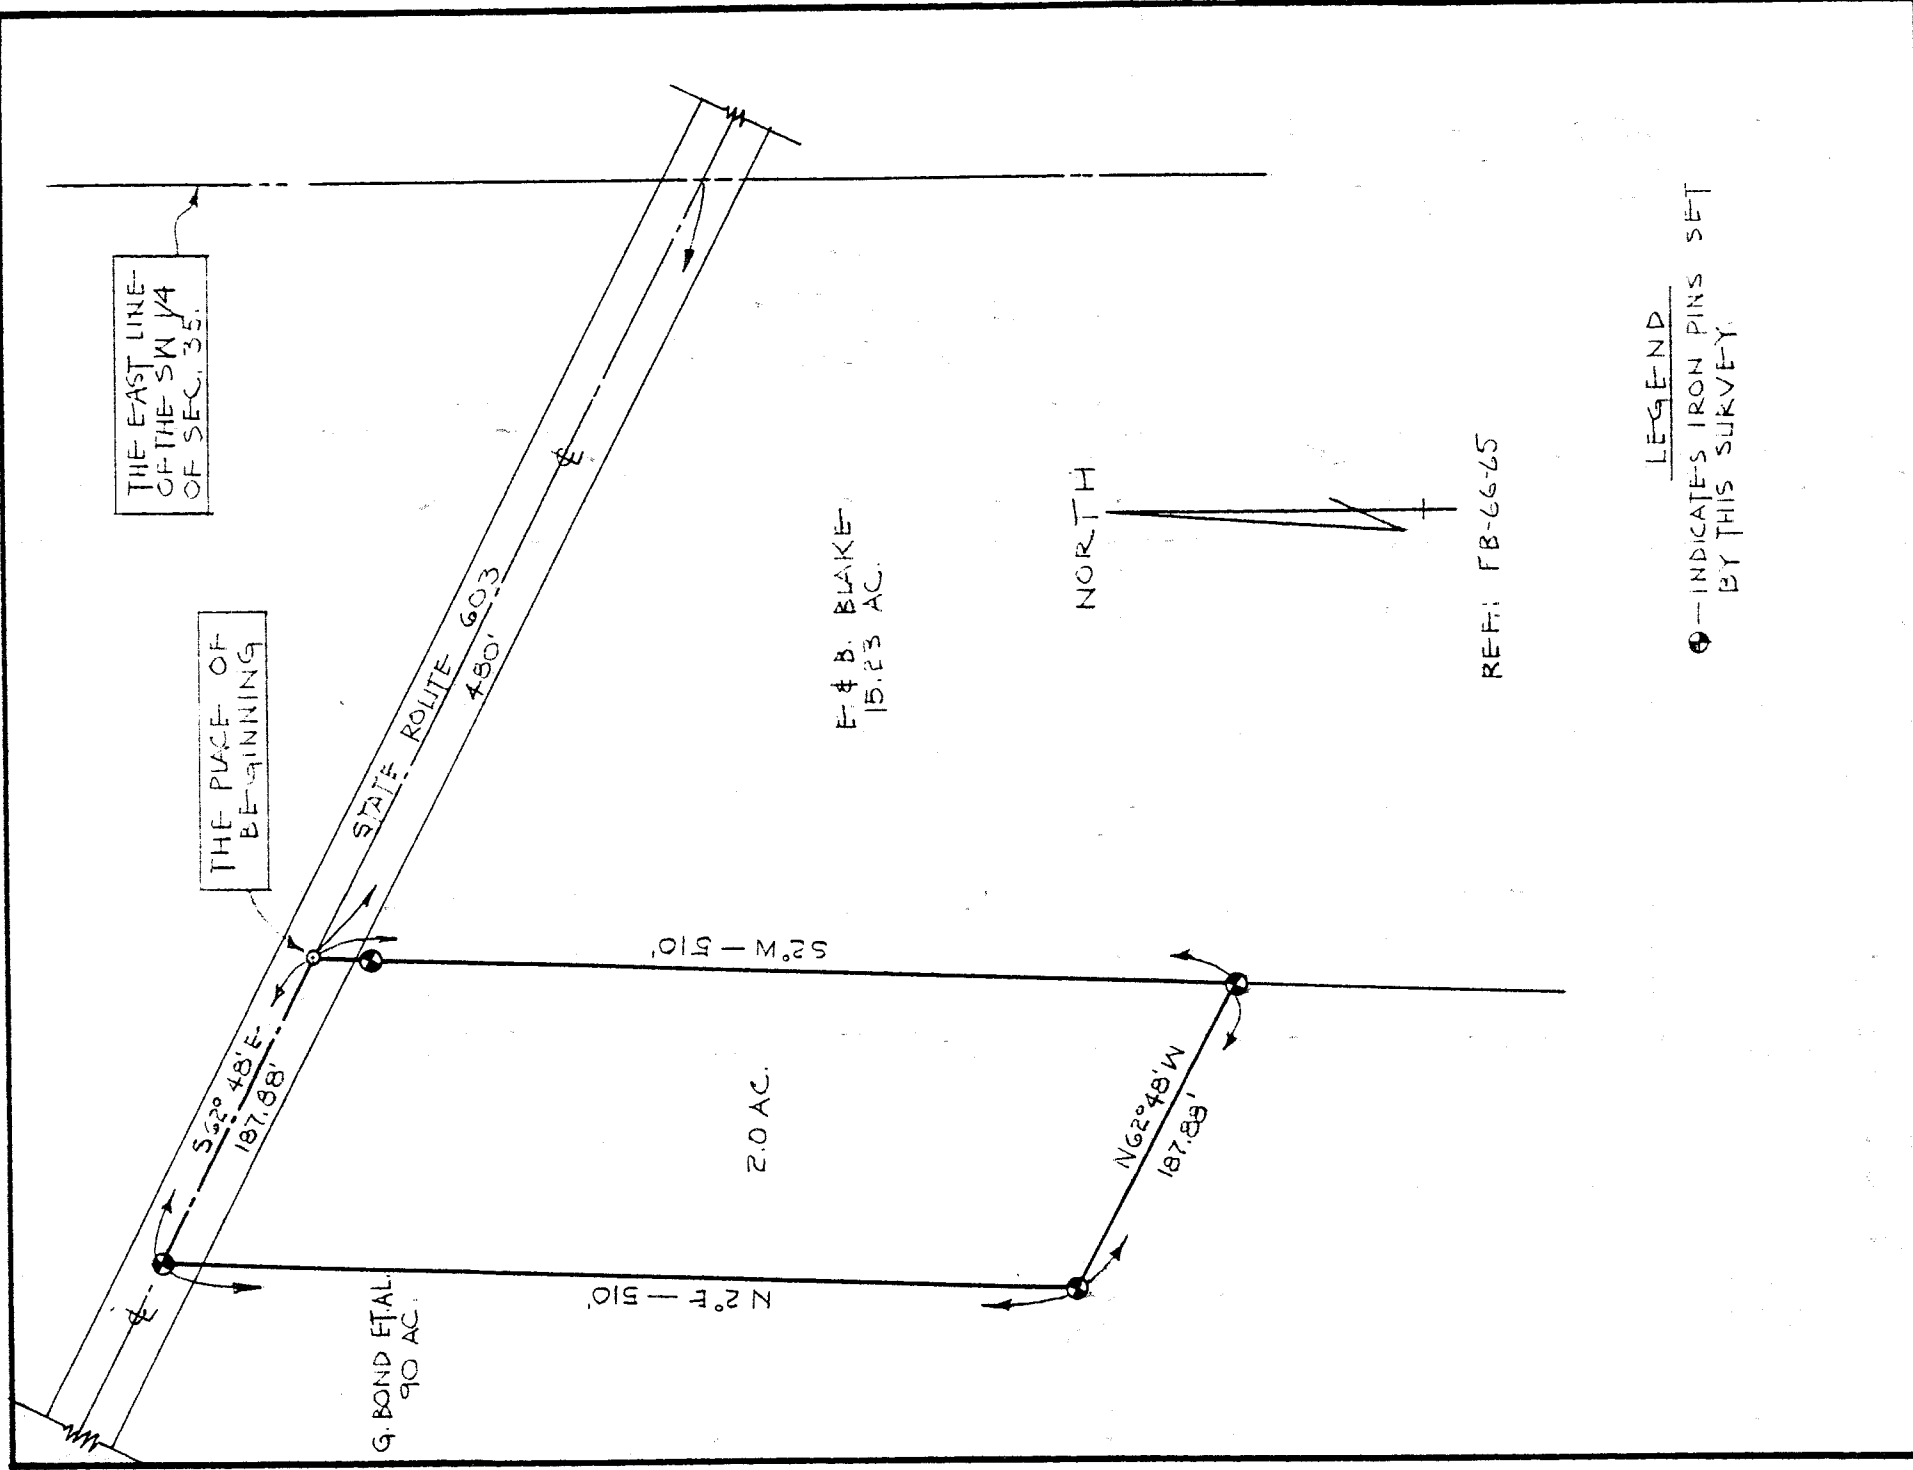 THE EAST LINE
OF THE SW 1/4
OF SEC. 35.
THE PLACE OF
BEGINNING
STATE ROUTE 603
480'
S62° 48'E
187.88'
G. BOND ET.AL.
90 AC.
N 2°E — 510'
2.0 AC.
S2°W — 510'
N62°48'W
187.88'
E & B. BLAKE
15.23 AC.
NORTH
REF: FB-66-65
LEGEND
—INDICATES IRON PINS SET
BY THIS SURVEY.